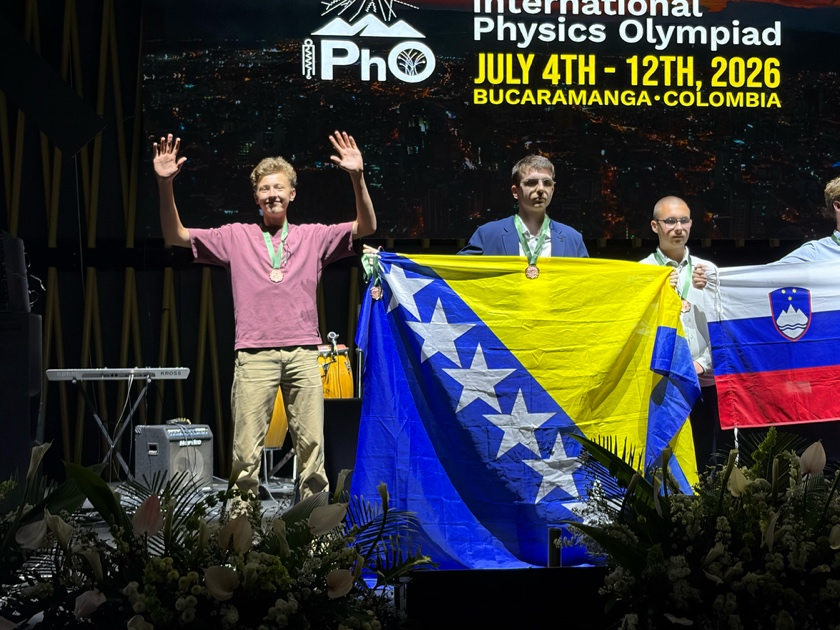 International
Physics Olympiad
IPhO
JULY 4TH - 12TH, 2026
BUCARAMANGA • COLOMBIA
KROSS